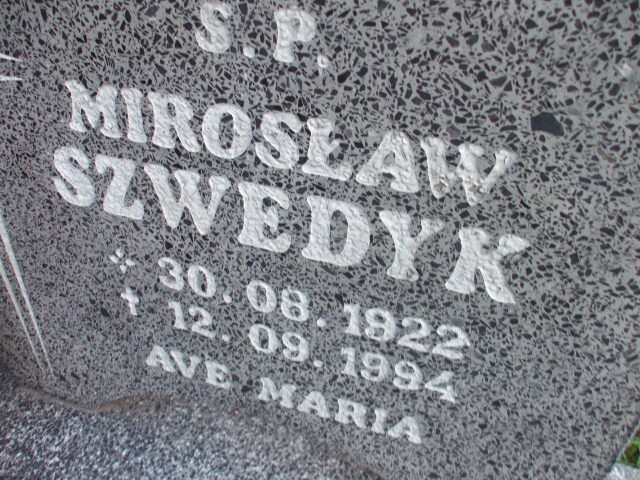 S.P.
MIROSŁAW
SZWEDYK
* 30.08.1922
† 12.09.1994
AVE MARIA